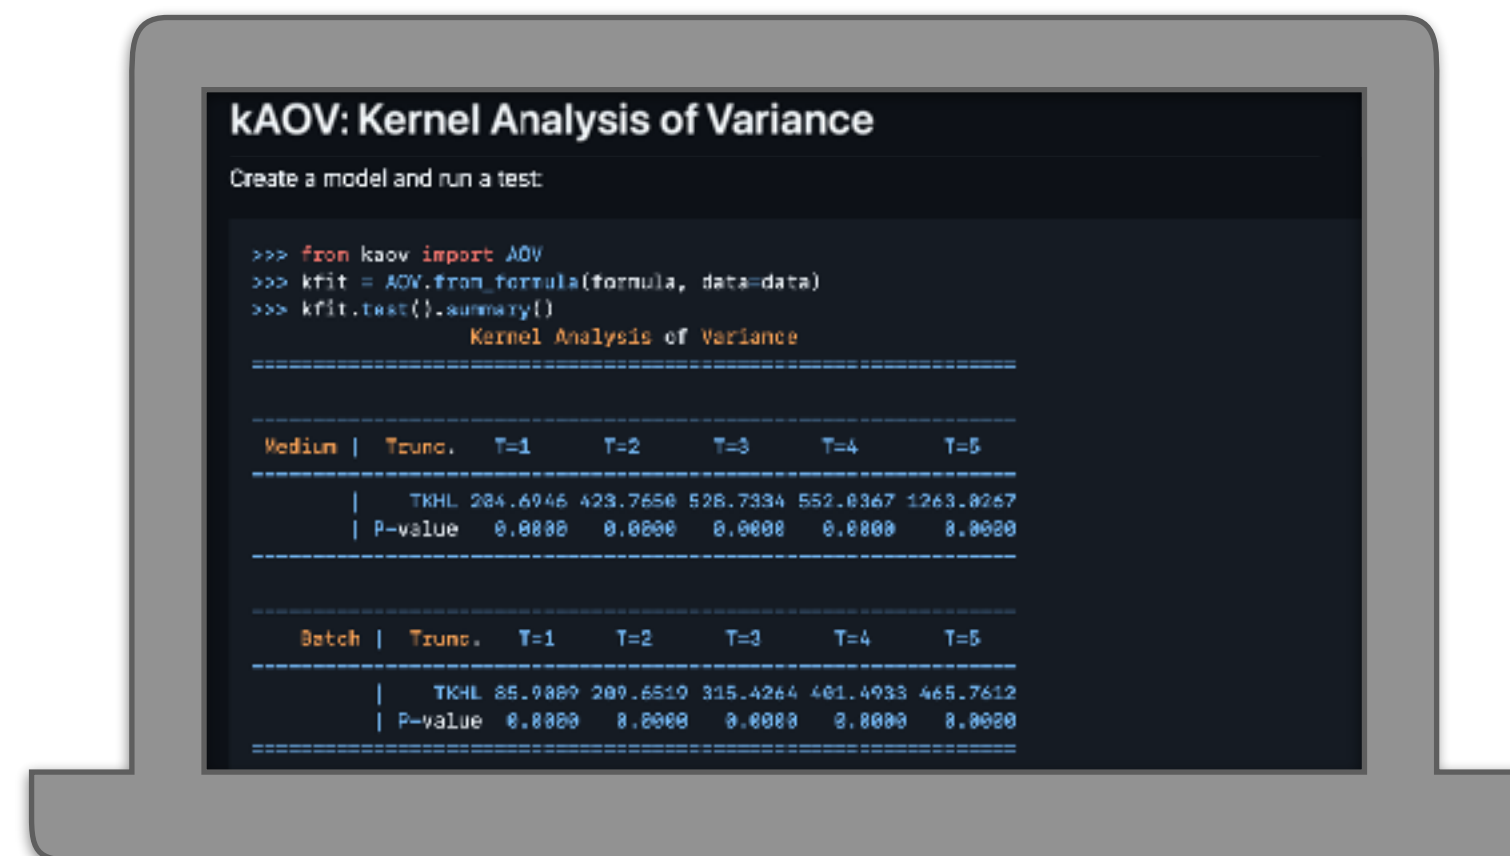 kAOV: Kernel Analysis of Variance
Create a model and run a test:
>>> from kaov import AOV
>>> kfit = AOV.from_formula(formula, data=data)
>>> kfit.test().summary()
Kernel Analysis of Variance
Medium | Trunc. T=1 T=2 T=3 T=4 T=5
| TKHL 204.6946 423.7650 528.7334 552.0367 1263.0267
| P-value 0.0000 0.0000 0.0000 0.0000 0.0000
Batch | Trunc. T=1 T=2 T=3 T=4 T=5
| TKHL 209.6519 315.4264 401.4933 465.7612
| P-value 0.0000 0.0000 0.0000 0.0000 0.0000